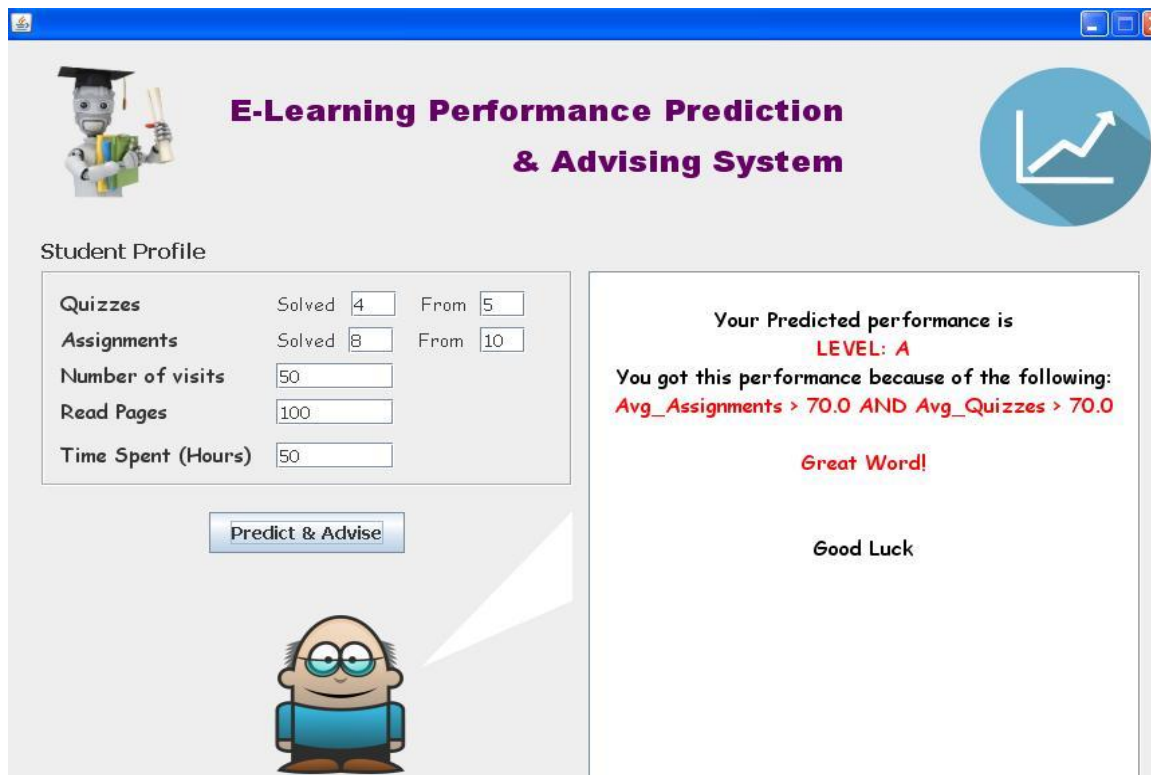 E-Learning Performance Prediction
& Advising System
Student Profile
Quizzes Solved 4 From 5
Assignments Solved 8 From 10
Number of visits 50
Read Pages 100
Time Spent (Hours) 50
Predict & Advise
Your Predicted performance is
LEVEL: A
You got this performance because of the following:
Avg_Assignments > 70.0 AND Avg_Quizzes > 70.0
Great Word!
Good Luck